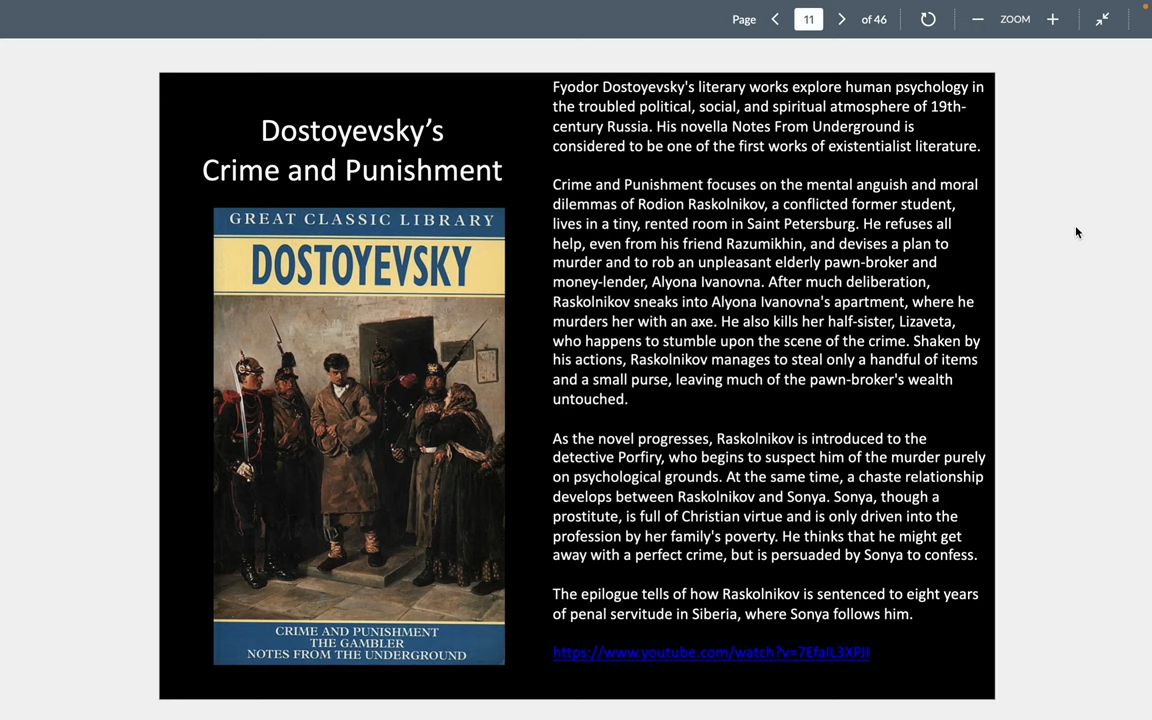 Page
11
of 46
ZOOM
Dostoyevsky’s
Crime and Punishment
GREAT CLASSIC LIBRARY
DOSTOYEVSKY
CRIME AND PUNISHMENT
THE GAMBLER
NOTES FROM THE UNDERGROUND
Fyodor Dostoyevsky's literary works explore human psychology in
the troubled political, social, and spiritual atmosphere of 19th-
century Russia. His novella Notes From Underground is
considered to be one of the first works of existentialist literature.
Crime and Punishment focuses on the mental anguish and moral
dilemmas of Rodion Raskolnikov, a conflicted former student,
lives in a tiny, rented room in Saint Petersburg. He refuses all
help, even from his friend Razumikhin, and devises a plan to
murder and to rob an unpleasant elderly pawn-broker and
money-lender, Alyona Ivanovna. After much deliberation,
Raskolnikov sneaks into Alyona Ivanovna's apartment, where he
murders her with an axe. He also kills her half-sister, Lizaveta,
who happens to stumble upon the scene of the crime. Shaken by
his actions, Raskolnikov manages to steal only a handful of items
and a small purse, leaving much of the pawn-broker's wealth
untouched.
As the novel progresses, Raskolnikov is introduced to the
detective Porfiry, who begins to suspect him of the murder purely
on psychological grounds. At the same time, a chaste relationship
develops between Raskolnikov and Sonya. Sonya, though a
prostitute, is full of Christian virtue and is only driven into the
profession by her family's poverty. He thinks that he might get
away with a perfect crime, but is persuaded by Sonya to confess.
The epilogue tells of how Raskolnikov is sentenced to eight years
of penal servitude in Siberia, where Sonya follows him.